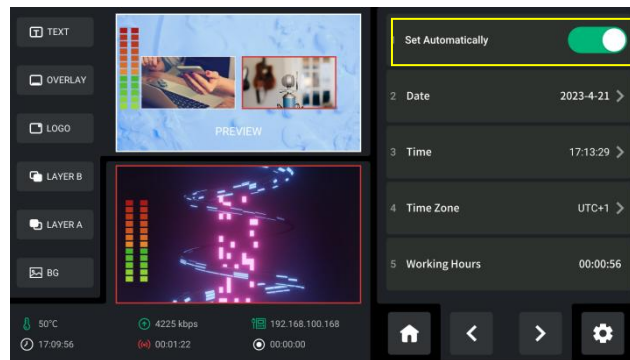 TEXT
OVERLAY
LOGO
LAYER B
LAYER A
BG
PREVIEW
50°C
4225 kbps
192.168.100.168
17:09:56
00:01:22
00:00:00
1 Set Automatically
2 Date 2023-4-21
3 Time 17:13:29
4 Time Zone UTC+1
5 Working Hours 00:00:56